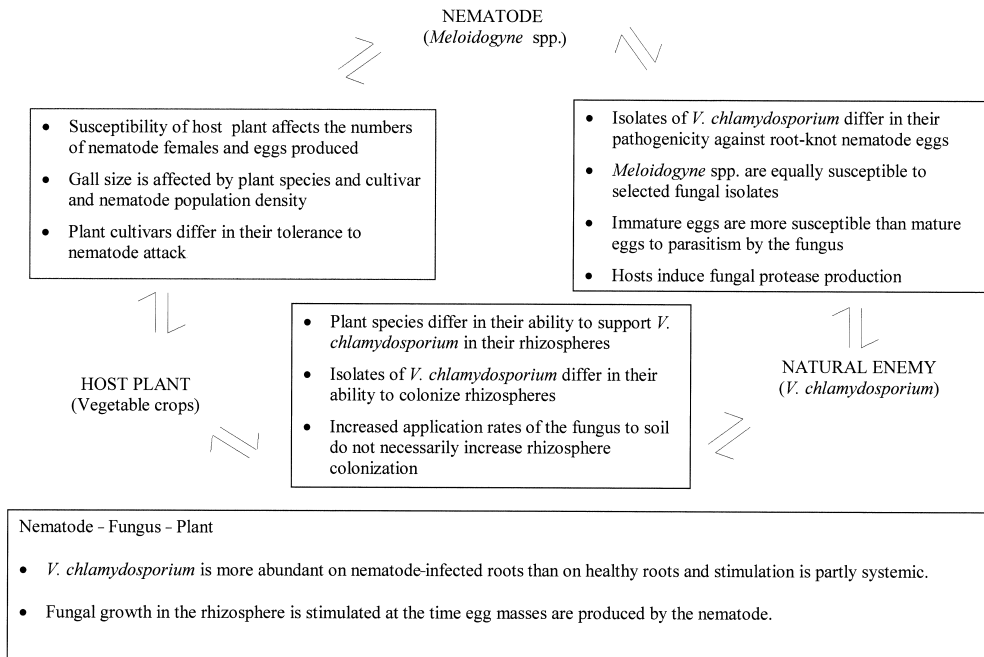 NEMATODE
(Meloidogyne spp.)
• Susceptibility of host plant affects the numbers
of nematode females and eggs produced
• Gall size is affected by plant species and cultivar
and nematode population density
• Plant cultivars differ in their tolerance to
nematode attack
• Isolates of V. chlamydosporium differ in their
pathogenicity against root-knot nematode eggs
• Meloidogyne spp. are equally susceptible to
selected fungal isolates
• Immature eggs are more susceptible than mature
eggs to parasitism by the fungus
• Hosts induce fungal protease production
HOST PLANT
(Vegetable crops)
• Plant species differ in their ability to support V.
chlamydosporium in their rhizospheres
• Isolates of V. chlamydosporium differ in their
ability to colonize rhizospheres
• Increased application rates of the fungus to soil
do not necessarily increase rhizosphere
colonization
NATURAL ENEMY
(V. chlamydosporium)
Nematode – Fungus – Plant
• V. chlamydosporium is more abundant on nematode-infected roots than on healthy roots and stimulation is partly systemic.
• Fungal growth in the rhizosphere is stimulated at the time egg masses are produced by the nematode.